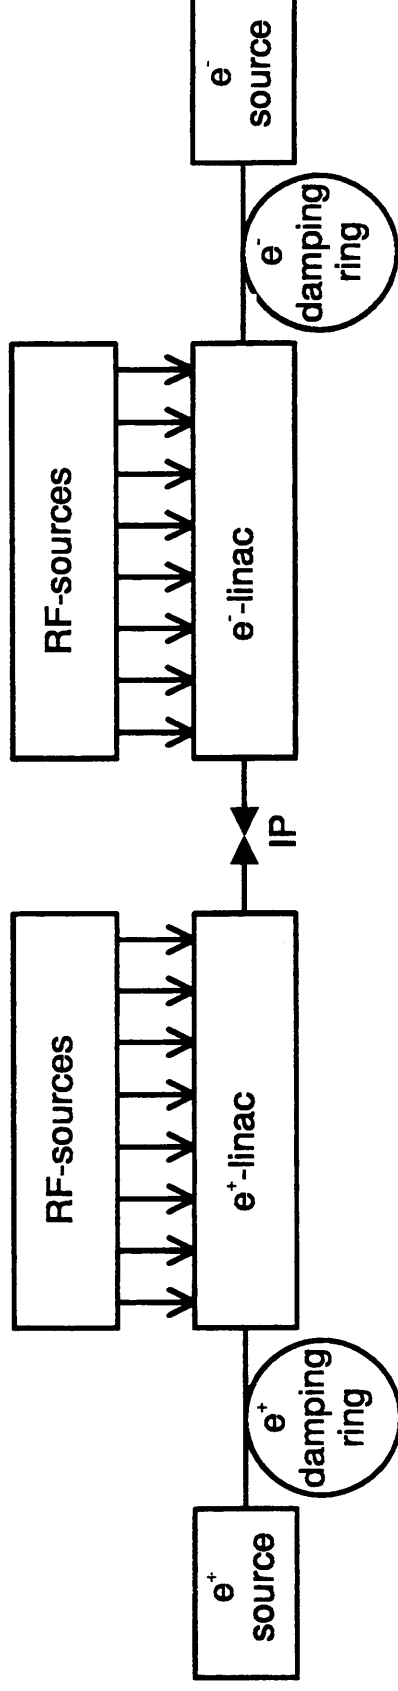 RF-sources
RF-sources
e⁺
source
e⁺
damping
ring
e⁺-linac
IP
e⁻-linac
e⁻
damping
ring
e⁻
source